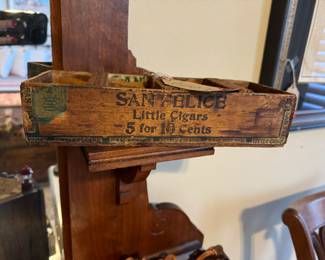 SAN FELICE
Little Cigars
5 for 10 Cents